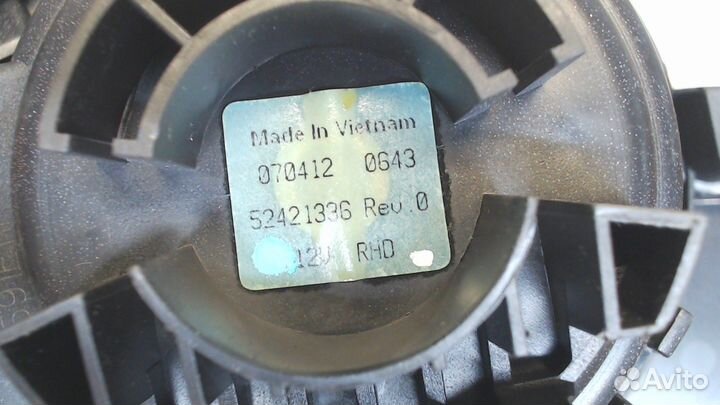 Made In Vietnam
070412 0643
52421336 Rev.0
12V RHD
Avito